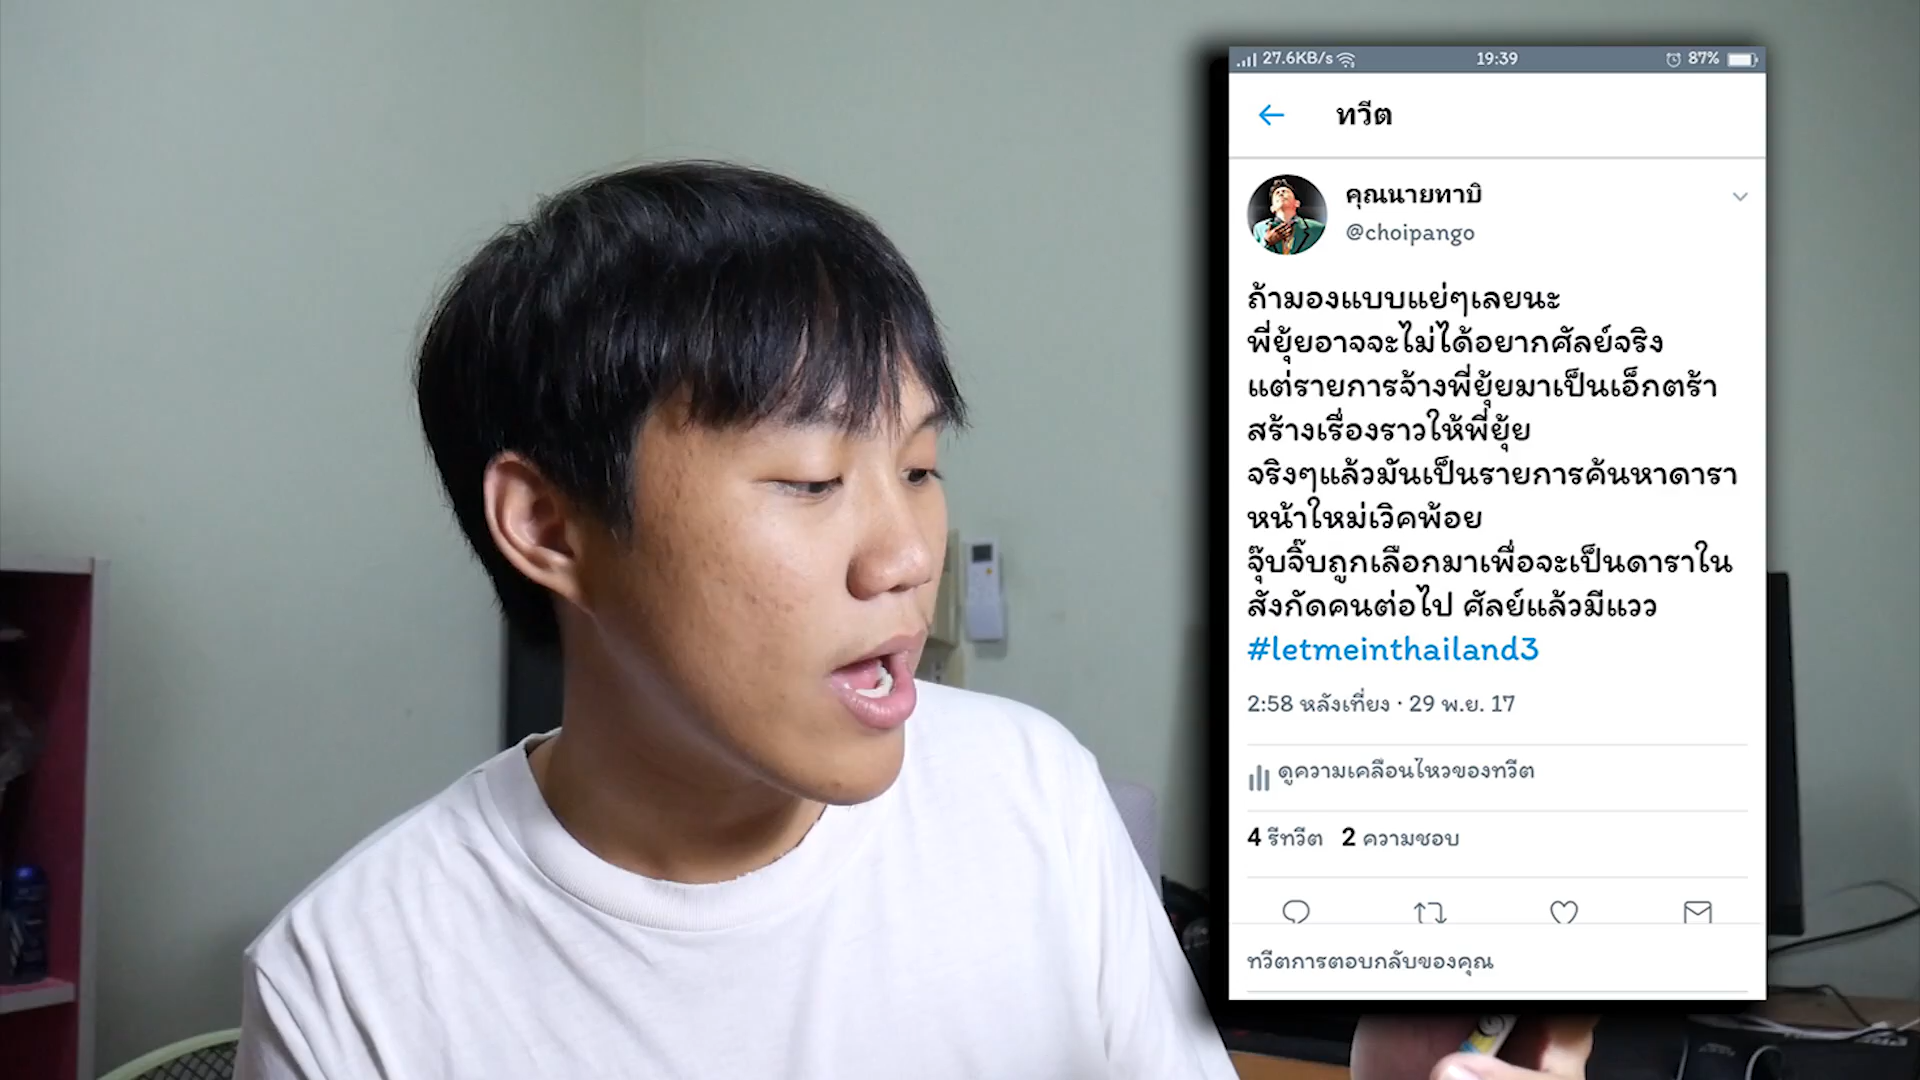 27.6KB/s
19:39
87%
ทวีต
คุณนายทาบิ
@choipango
ถ้ามองแบบแย่ๆเลยนะ
พี่ยุ้ยอาจจะไม่ได้อยากศัลย์จริง
แต่รายการจ้างพี่ยุ้ยมาเป็นเอ็กตร้า
สร้างเรื่องราวให้พี่ยุ้ย
จริงๆแล้วมันเป็นรายการค้นหาดารา
หน้าใหม่เวิคพ้อย
จุ๊บจิ๊บถูกเลือกมาเพื่อจะเป็นดาราใน
สังกัดคนต่อไป ศัลย์แล้วมีแวว
#letmeinthailand3
2:58 หลังเที่ยง · 29 พ.ย. 17
ดูความเคลื่อนไหวของทวีต
4 รีทวีต 2 ความชอบ
ทวีตการตอบกลับของคุณ